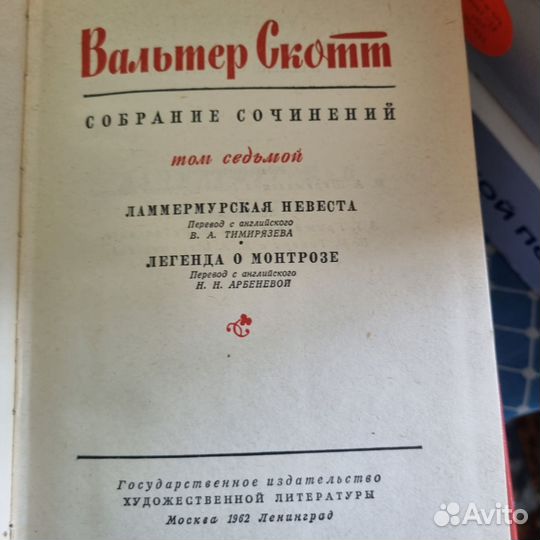 Вальтер Скотт
СОБРАНИЕ СОЧИНЕНИЙ
том седьмой
ЛАММЕРМУРСКАЯ НЕВЕСТА
Перевод с английского
В. А. ТИМИРЯЗЕВА
•
ЛЕГЕНДА О МОНТРОЗЕ
Перевод с английского
Н. Н. АРБЕНЕВОЙ
Государственное издательство
ХУДОЖЕСТВЕННОЙ ЛИТЕРАТУРЫ
Москва 1962 Ленинград
Avito